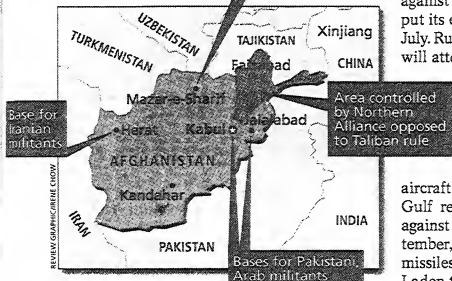 UZBEKISTAN
TURKMENISTAN
TAJIKISTAN
Xinjiang
CHINA
Mazar-e-Sharif
Base for
Iranian
militants
Herat
Kabul
Jalalabad
Area controlled
by Northern
Alliance opposed
to Taliban rule
AFGHANISTAN
Kandahar
IRAN
PAKISTAN
INDIA
Bases for Pakistani,
Arab militants
REVIEW GRAPHIC/RENE CHOW
against
put its e
July. Ru
will atte
aircraft
Gulf re
against
tember,
missiles